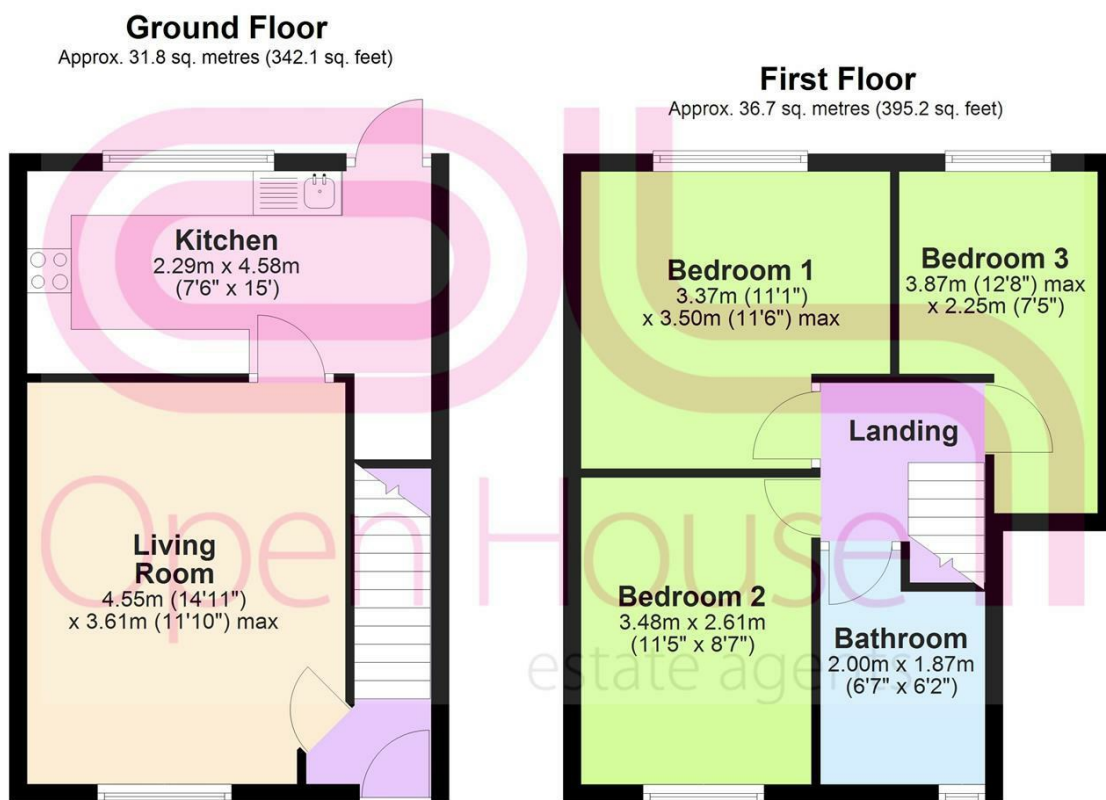 Ground Floor
Approx. 31.8 sq. metres (342.1 sq. feet)
Kitchen
2.29m x 4.58m
(7'6" x 15')
Living
Room
4.55m (14'11")
x 3.61m (11'10") max
First Floor
Approx. 36.7 sq. metres (395.2 sq. feet)
Bedroom 1
3.37m (11'1")
x 3.50m (11'6") max
Bedroom 3
3.87m (12'8") max
x 2.25m (7'5")
Landing
Bedroom 2
3.48m x 2.61m
(11'5" x 8'7")
Bathroom
2.00m x 1.87m
(6'7" x 6'2")
Open House
estate agents